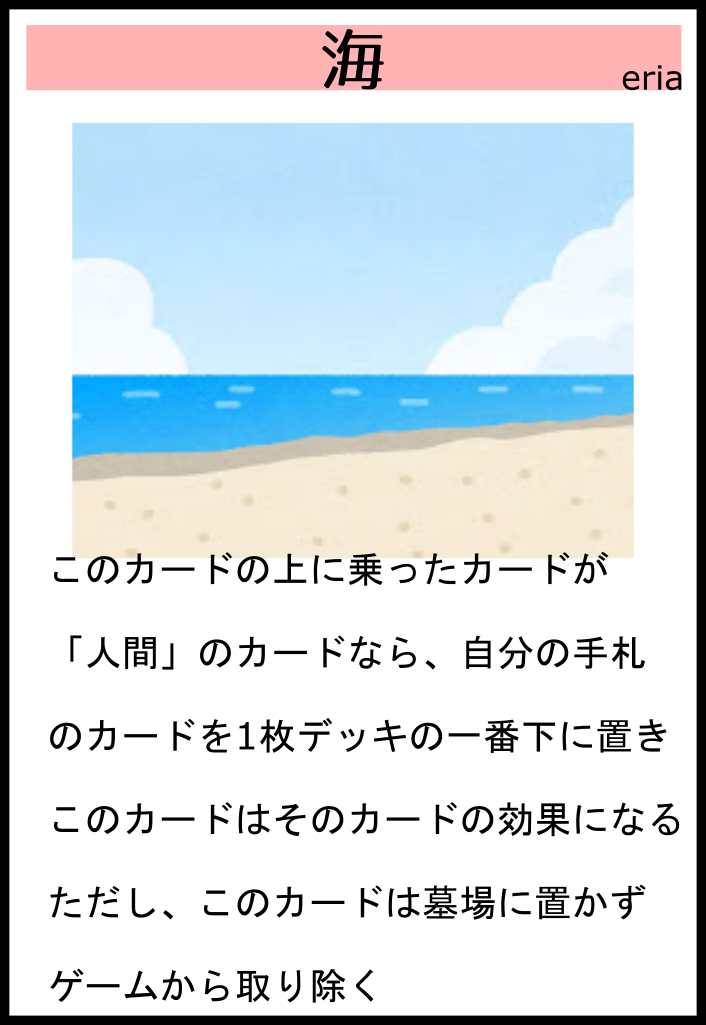 海
eria
このカードの上に乗ったカードが
「人間」のカードなら、自分の手札
のカードを1枚デッキの一番下に置き
このカードはそのカードの効果になる
ただし、このカードは墓場に置かず
ゲームから取り除く